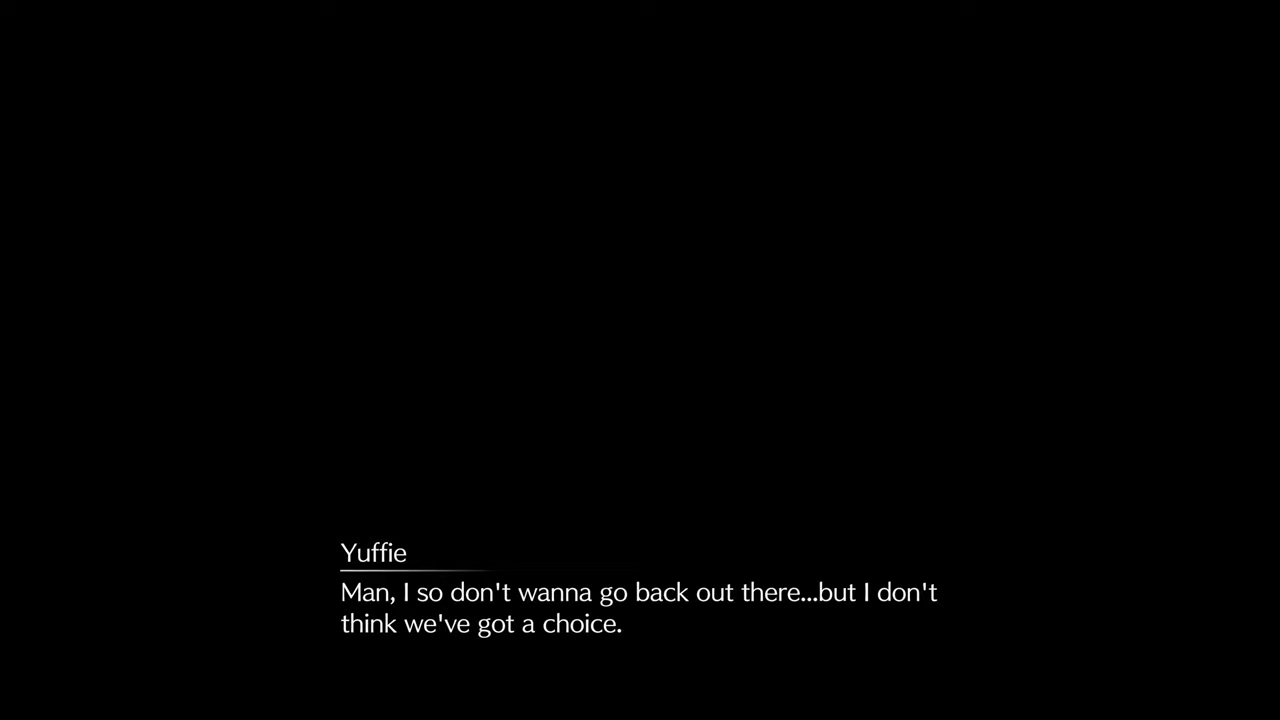 Yuffie
Man, I so don't wanna go back out there...but I don't
think we've got a choice.